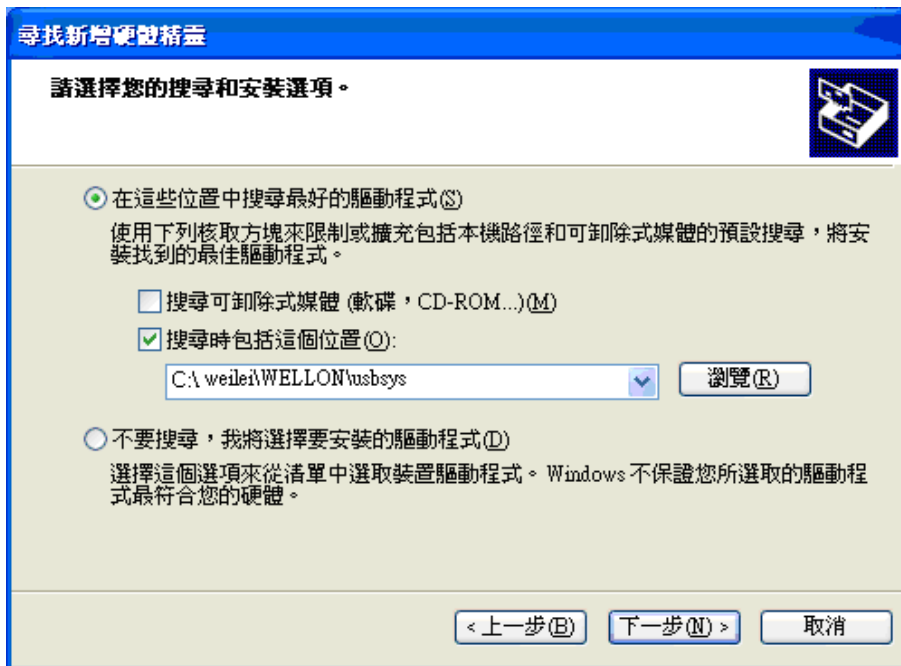 尋找新增硬體精靈
請選擇您的搜尋和安裝選項。
在這些位置中搜尋最好的驅動程式(S)
使用下列核取方塊來限制或擴充包括本機路徑和可卸除式媒體的預設搜尋，將安
裝找到的最佳驅動程式。
搜尋可卸除式媒體 (軟碟，CD-ROM...)(M)
搜尋時包括這個位置(O):
C:\ weilei\WELLON\usbsys
瀏覽(R)
不要搜尋，我將選擇要安裝的驅動程式(D)
選擇這個選項來從清單中選取裝置驅動程式。 Windows 不保證您所選取的驅動程
式最符合您的硬體。
< 上一步(B)
下一步(N) >
取消